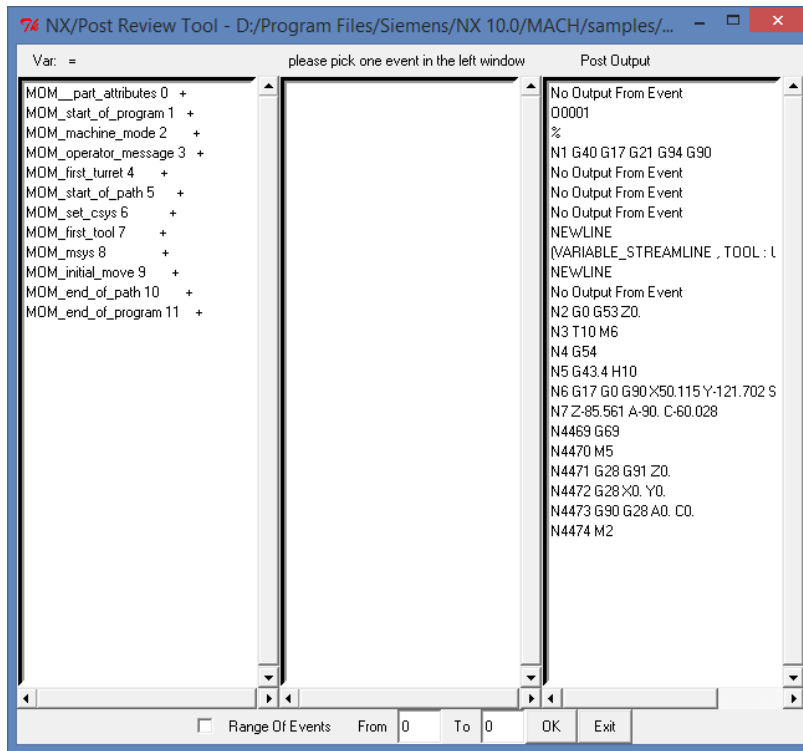 7k NX/Post Review Tool - D:/Program Files/Siemens/NX 10.0/MACH/samples/...
Var: =
please pick one event in the left window
Post Output
MOM__part_attributes 0 +
MOM_start_of_program 1 +
MOM_machine_mode 2 +
MOM_operator_message 3 +
MOM_first_turret 4 +
MOM_start_of_path 5 +
MOM_set_csys 6 +
MOM_first_tool 7 +
MOM_msys 8 +
MOM_initial_move 9 +
MOM_end_of_path 10 +
MOM_end_of_program 11 +
No Output From Event
O0001
%
N1 G40 G17 G21 G94 G90
No Output From Event
No Output From Event
No Output From Event
NEWLINE
(VARIABLE_STREAMLINE , TOOL :
NEWLINE
No Output From Event
N2 G0 G53 Z0.
N3 T10 M6
N4 G54
N5 G43.4 H10
N6 G17 G0 G90 X50.115 Y-121.702 S
N7 Z-85.561 A-90. C-60.028
N4469 G69
N4470 M5
N4471 G28 G91 Z0.
N4472 G28 X0. Y0.
N4473 G90 G28 A0. C0.
N4474 M2
Range Of Events From 0 To 0 OK Exit